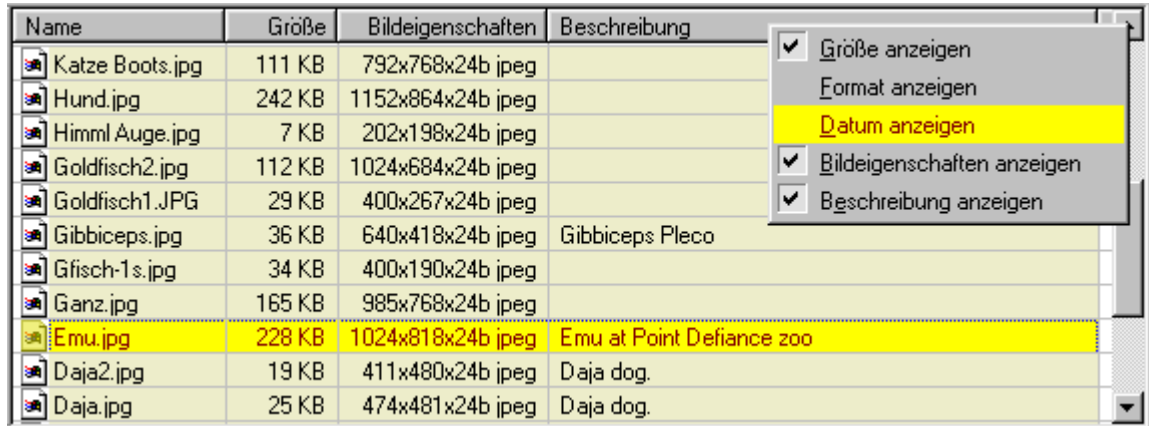 Name Größe Bildeigenschaften Beschreibung
Katze Boots.jpg 111 KB 792x768x24b jpeg
Hund.jpg 242 KB 1152x864x24b jpeg
Himml Auge.jpg 7 KB 202x198x24b jpeg
Goldfisch2.jpg 112 KB 1024x684x24b jpeg
Goldfisch1.JPG 29 KB 400x267x24b jpeg
Gibbiceps.jpg 36 KB 640x418x24b jpeg Gibbiceps Pleco
Gfisch-1s.jpg 34 KB 400x190x24b jpeg
Ganz.jpg 165 KB 985x768x24b jpeg
Emu.jpg 228 KB 1024x818x24b jpeg Emu at Point Defiance zoo
Daja2.jpg 19 KB 411x480x24b jpeg Daja dog.
Daja.jpg 25 KB 474x481x24b jpeg Daja dog.
Größe anzeigen
Format anzeigen
Datum anzeigen
Bildeigenschaften anzeigen
Beschreibung anzeigen